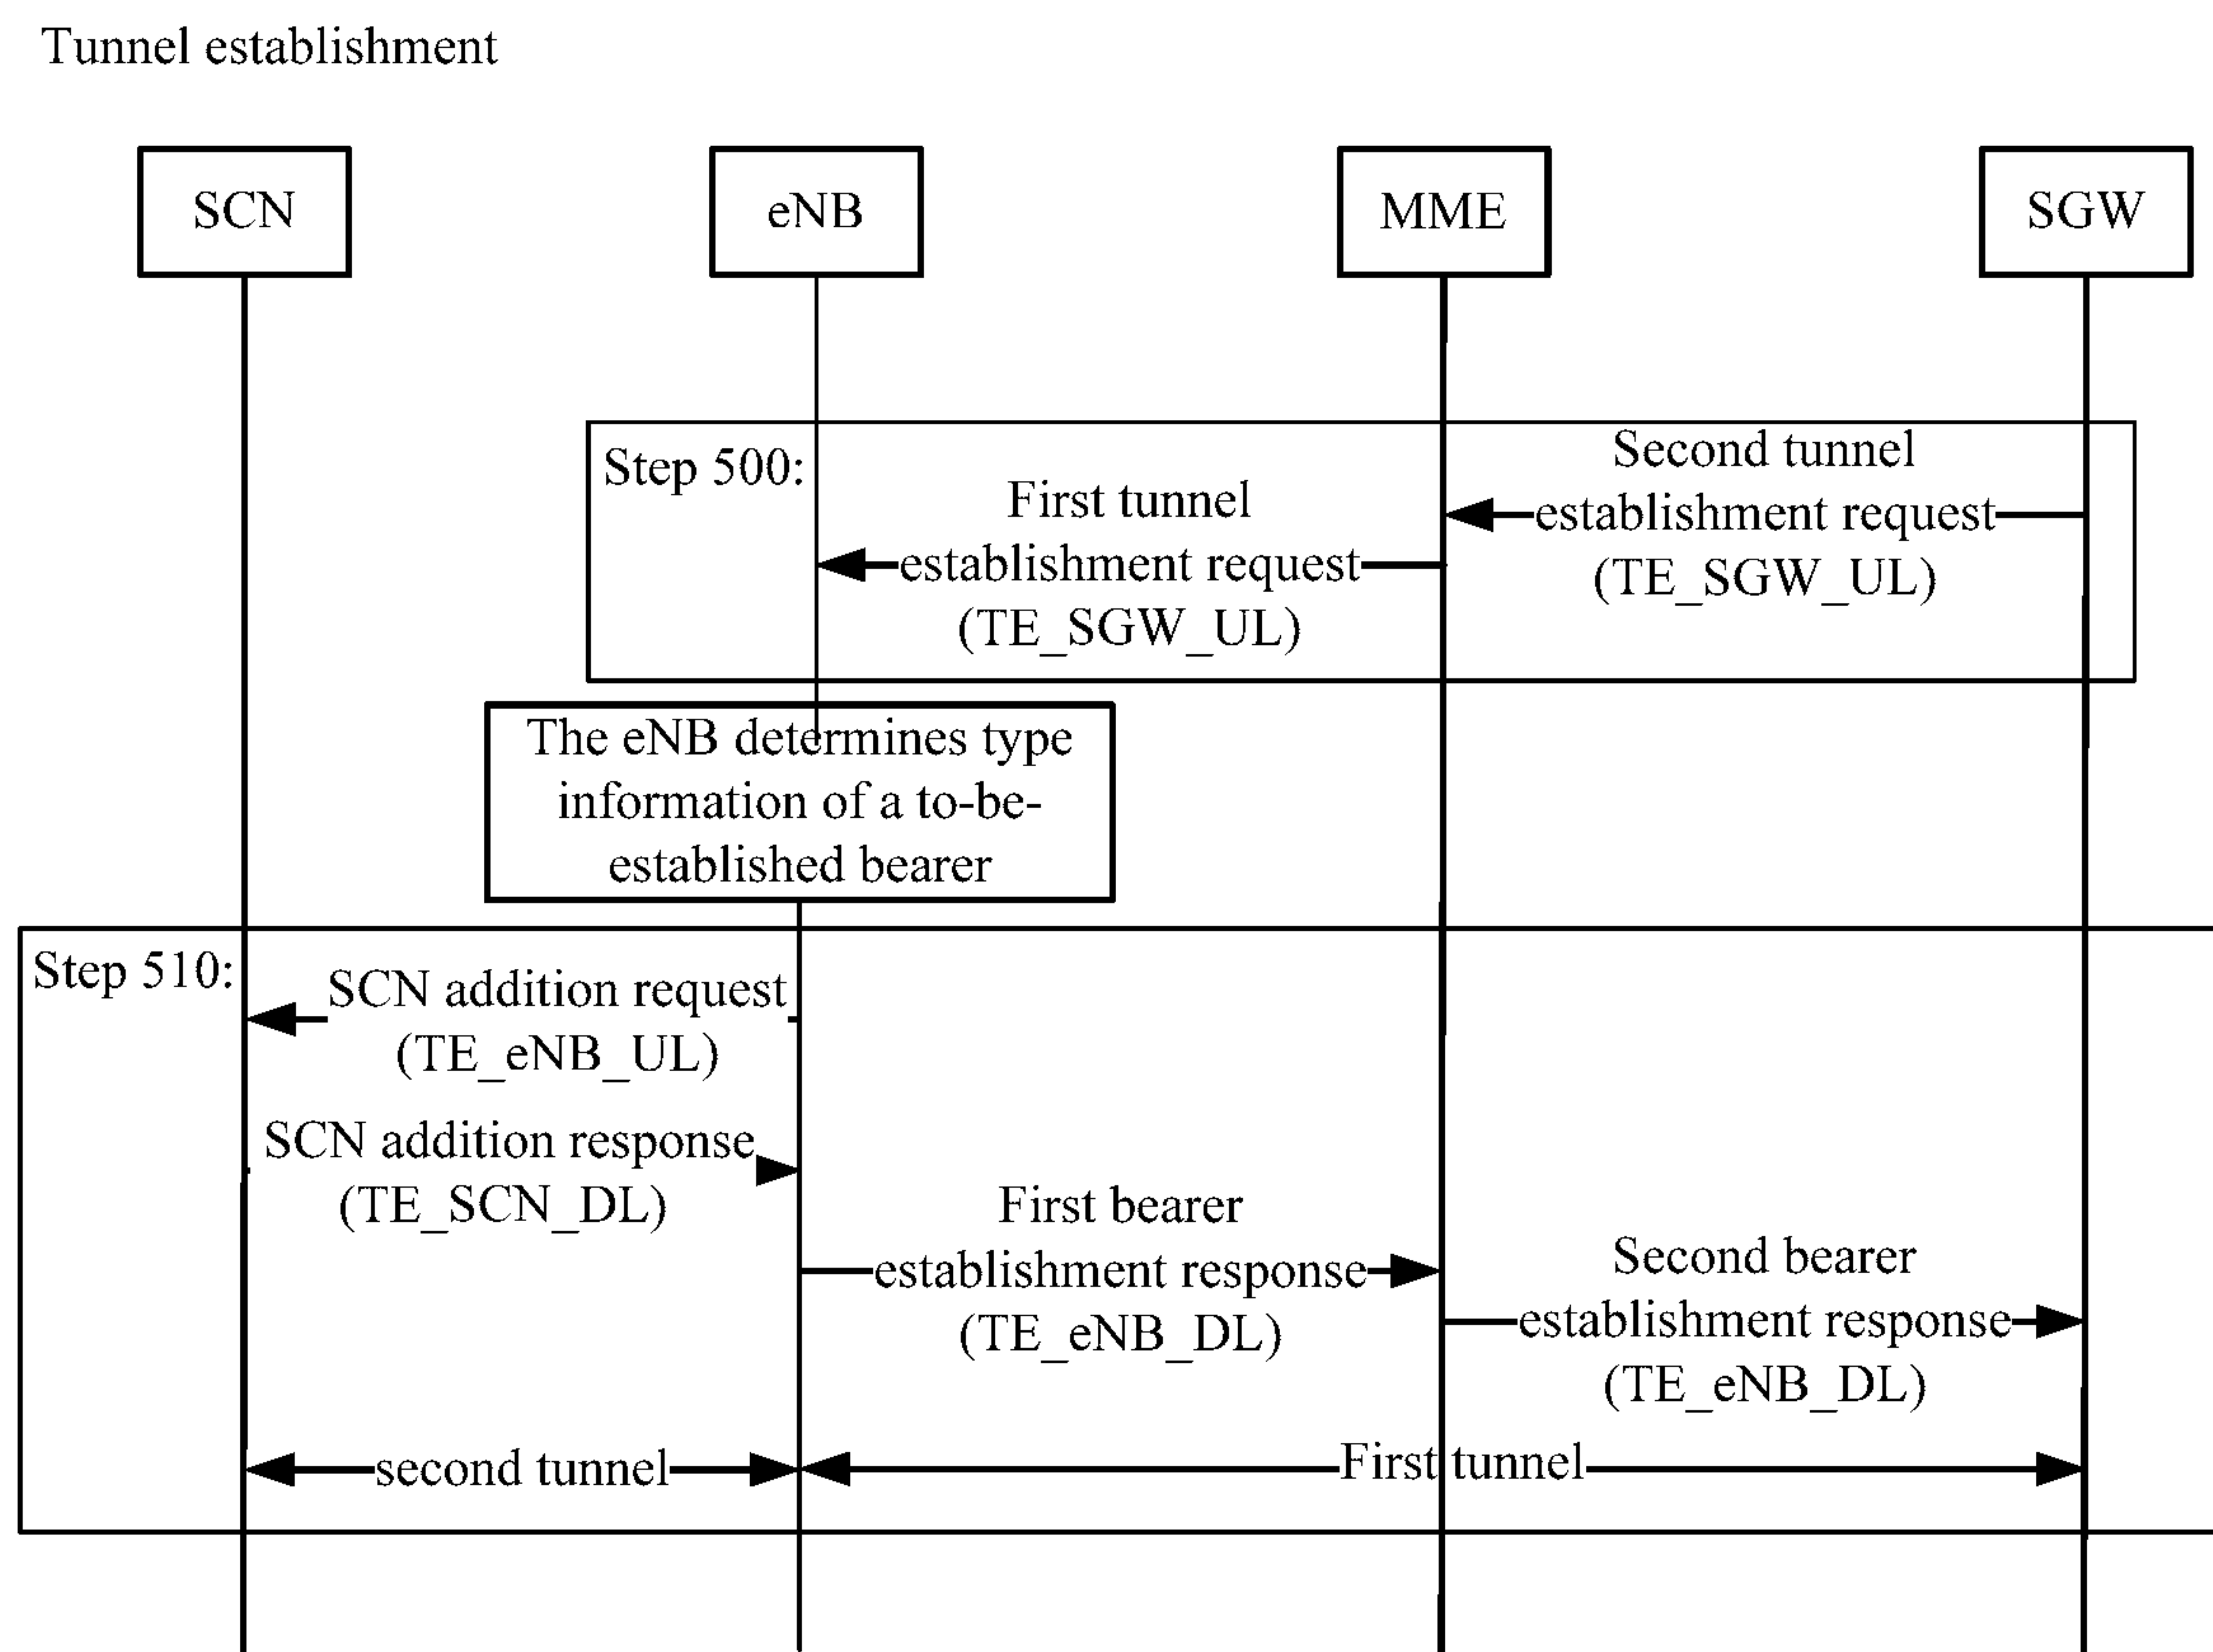 Tunnel establishment
SCN
eNB
MME
SGW
Step 500:
Second tunnel
establishment request
(TE_SGW_UL)
First tunnel
establishment request
(TE_SGW_UL)
The eNB determines type
information of a to-be-
established bearer
Step 510:
SCN addition request
(TE_eNB_UL)
SCN addition response
(TE_SCN_DL)
First bearer
establishment response
(TE_eNB_DL)
Second bearer
establishment response
(TE_eNB_DL)
second tunnel
First tunnel